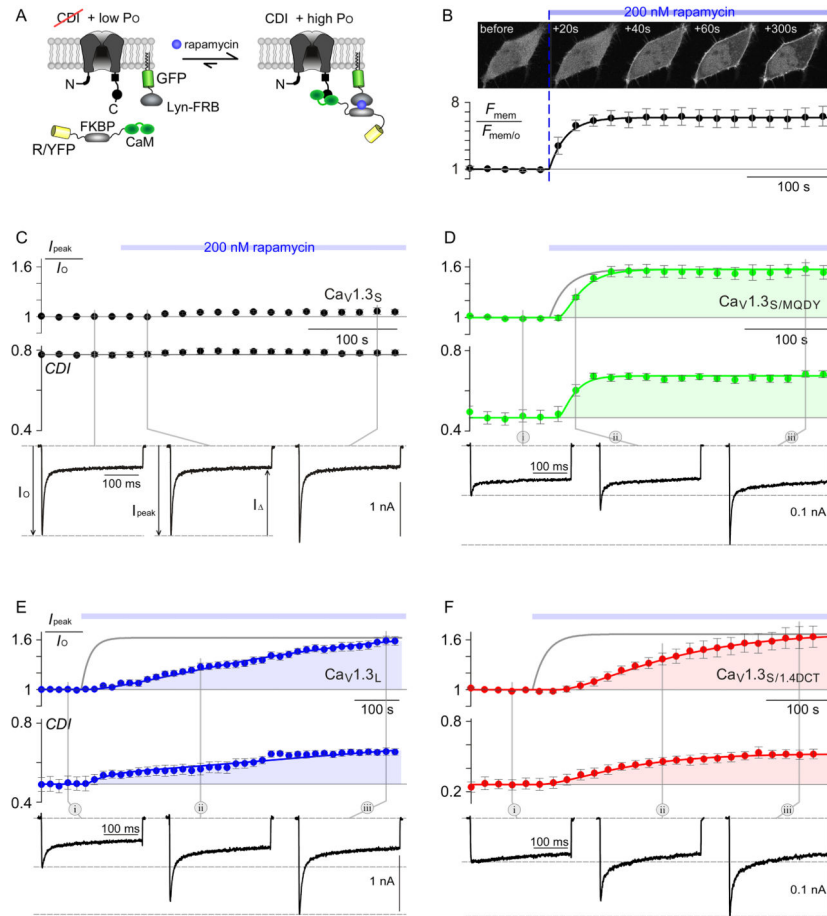 A
CDI + low PO
CDI + high PO
rapamycin
N
GFP
C
Lyn-FRB
FKBP
R/YFP
CaM
N
B
200 nM rapamycin
before
+20s
+40s
+60s
+300s
8
Fmem
Fmem/o
1
100 s
C
Ipeak
IO
200 nM rapamycin
1.6
CaV1.3S
1
100 s
0.8
CDI
0.4
IO
100 ms
Ipeak
IΔ
1 nA
D
1.6
CaV1.3S/MQDY
1
100 s
0.8
0.4
i
ii
iii
100 ms
0.1 nA
E
Ipeak
IO
1.6
CaV1.3L
1
100 s
0.8
CDI
0.4
i
ii
iii
100 ms
1 nA
F
1.6
CaV1.3S/1.4DCT
1
100 s
0.8
0.2
i
ii
iii
100 ms
0.1 nA